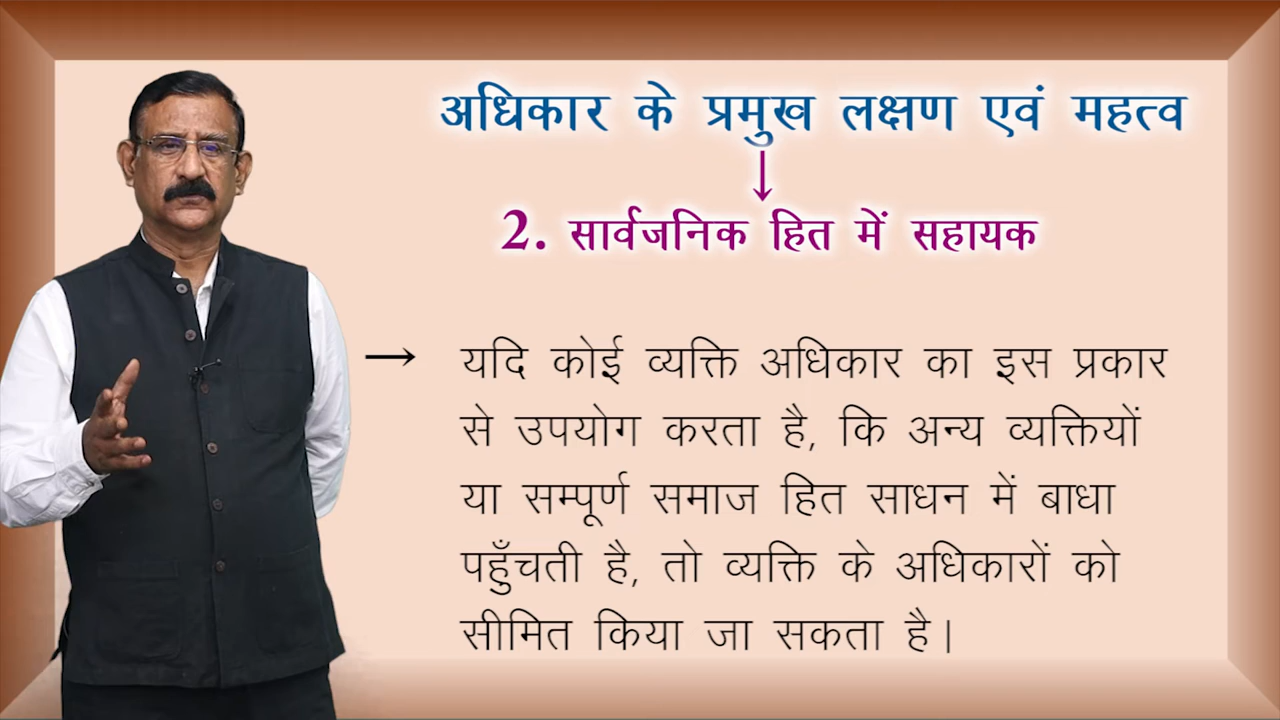 अधिकार के प्रमुख लक्षण एवं महत्व
↓
2. सार्वजनिक हित में सहायक
→ यदि कोई व्यक्ति अधिकार का इस प्रकार
से उपयोग करता है, कि अन्य व्यक्तियों
या सम्पूर्ण समाज हित साधन में बाधा
पहुँचती है, तो व्यक्ति के अधिकारों को
सीमित किया जा सकता है।